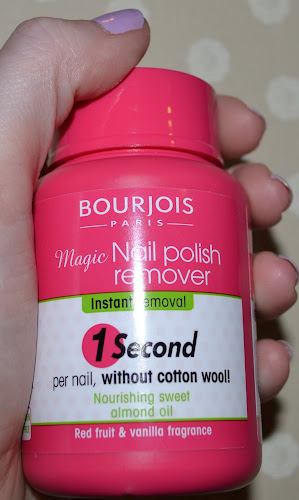 BOURJOIS
PARIS
Magic Nail polish
remover
Instant removal
1 Second
per nail, without cotton wool!
Nourishing sweet
almond oil
Red fruit & vanilla fragrance